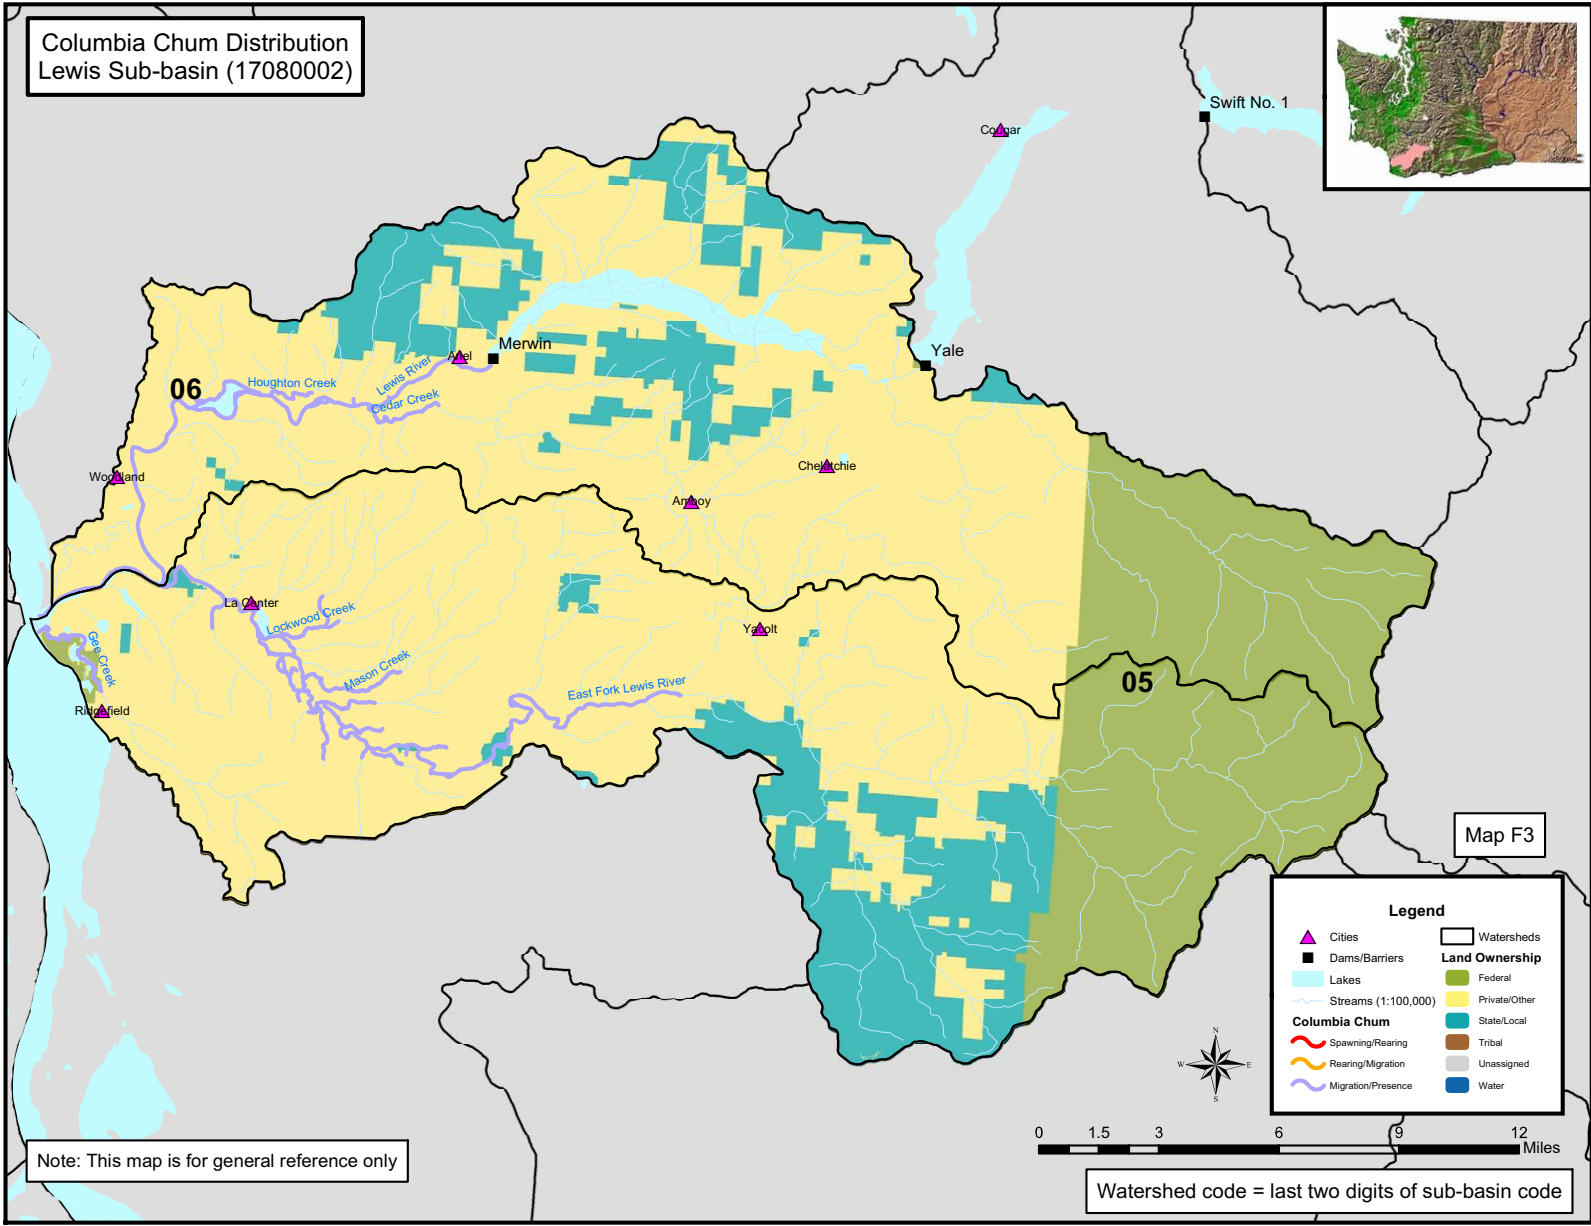 Columbia Chum Distribution
Lewis Sub-basin (17080002)
Swift No. 1
Cougar
Merwin
Ariel
Yale
06
Houghton Creek
Lewis River
Cedar Creek
Woodland
Chelatchie
Amboy
La Center
Lockwood Creek
Yacolt
Gee Creek
Mason Creek
East Fork Lewis River
05
Ridgefield
Map F3
Legend
Cities
Dams/Barriers
Lakes
Streams (1:100,000)
Columbia Chum
Spawning/Rearing
Rearing/Migration
Migration/Presence
Watersheds
Land Ownership
Federal
Private/Other
State/Local
Tribal
Unassigned
Water
N
W E
S
0 1.5 3 6 9 12
Miles
Note: This map is for general reference only
Watershed code = last two digits of sub-basin code